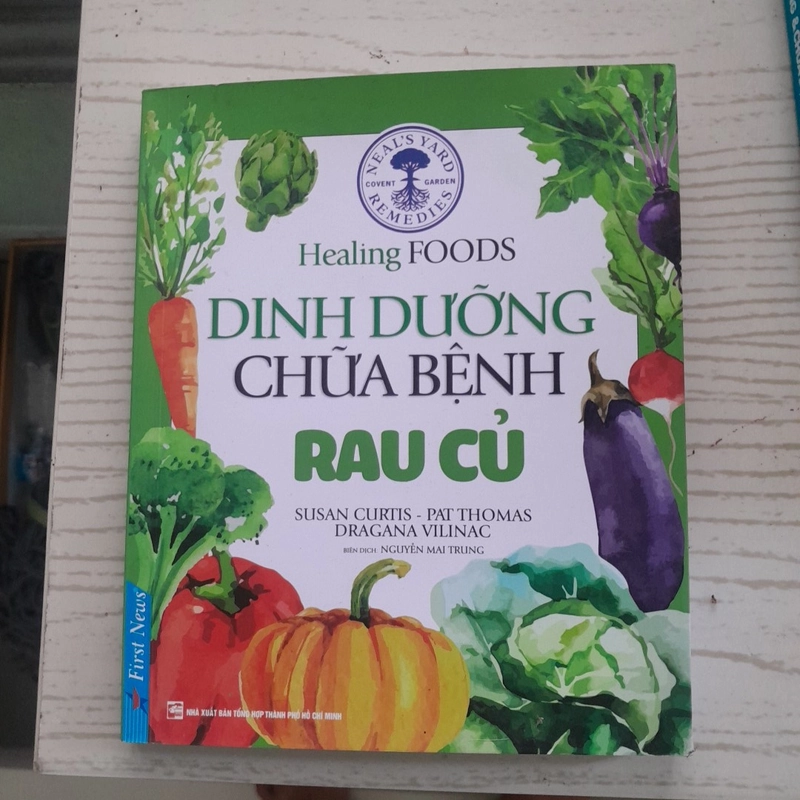 NEAL'S YARD
COVENT GARDEN
REMEDIES
Healing FOODS
DINH DƯỠNG
CHỮA BỆNH
RAU CỦ
SUSAN CURTIS - PAT THOMAS
DRAGANA VILINAC
BIÊN DỊCH: NGUYỄN MAI TRUNG
First News
NHÀ XUẤT BẢN TỔNG HỢP THÀNH PHỐ HỒ CHÍ MINH